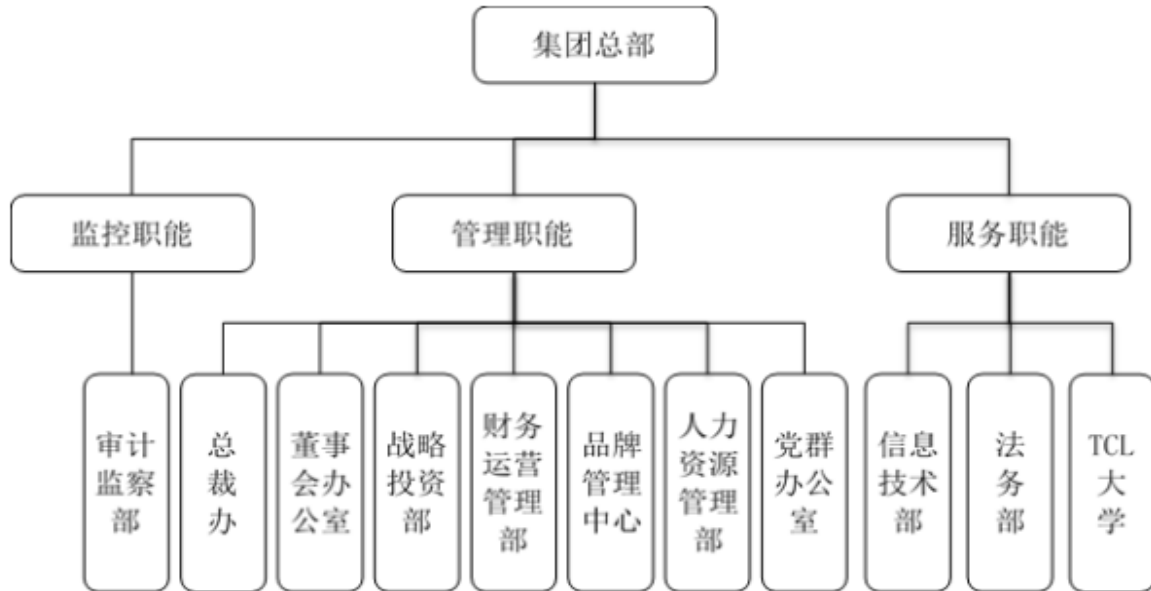 集团总部
监控职能
管理职能
服务职能
审计
监察
部
总
裁
办
董事
会办
公室
战略
投资
部
财务
运营
管理
部
品牌
管理
中心
人力
资源
管理
部
党群
办公
室
信息
技术
部
法
务
部
TCL
大
学